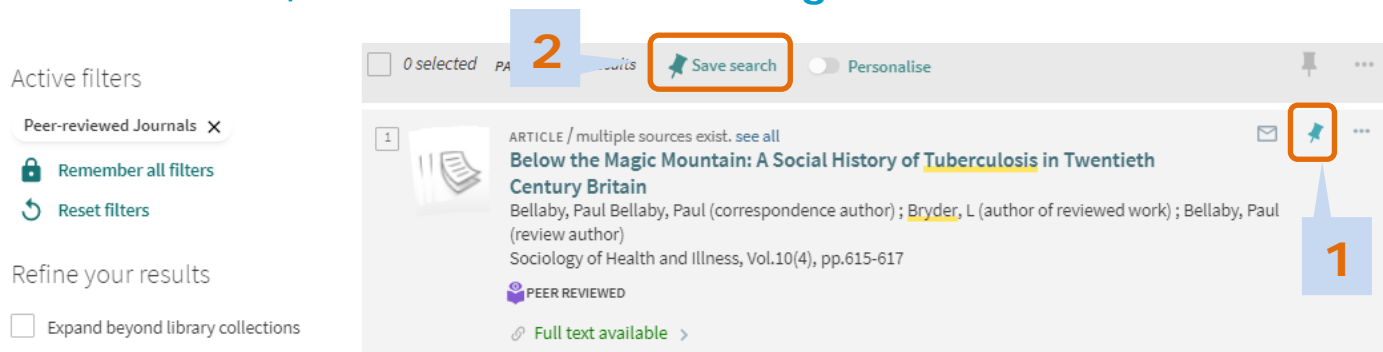 2
0 selected PA
Save search
Personalise
Active filters
Peer-reviewed Journals X
Remember all filters
Reset filters
Refine your results
Expand beyond library collections
1
ARTICLE / multiple sources exist. see all
Below the Magic Mountain: A Social History of Tuberculosis in Twentieth
Century Britain
Bellaby, Paul Bellaby, Paul (correspondence author) ; Bryder, L (author of reviewed work) ; Bellaby, Paul
(review author)
Sociology of Health and Illness, Vol.10(4), pp.615-617
PEER REVIEWED
Full text available >
1